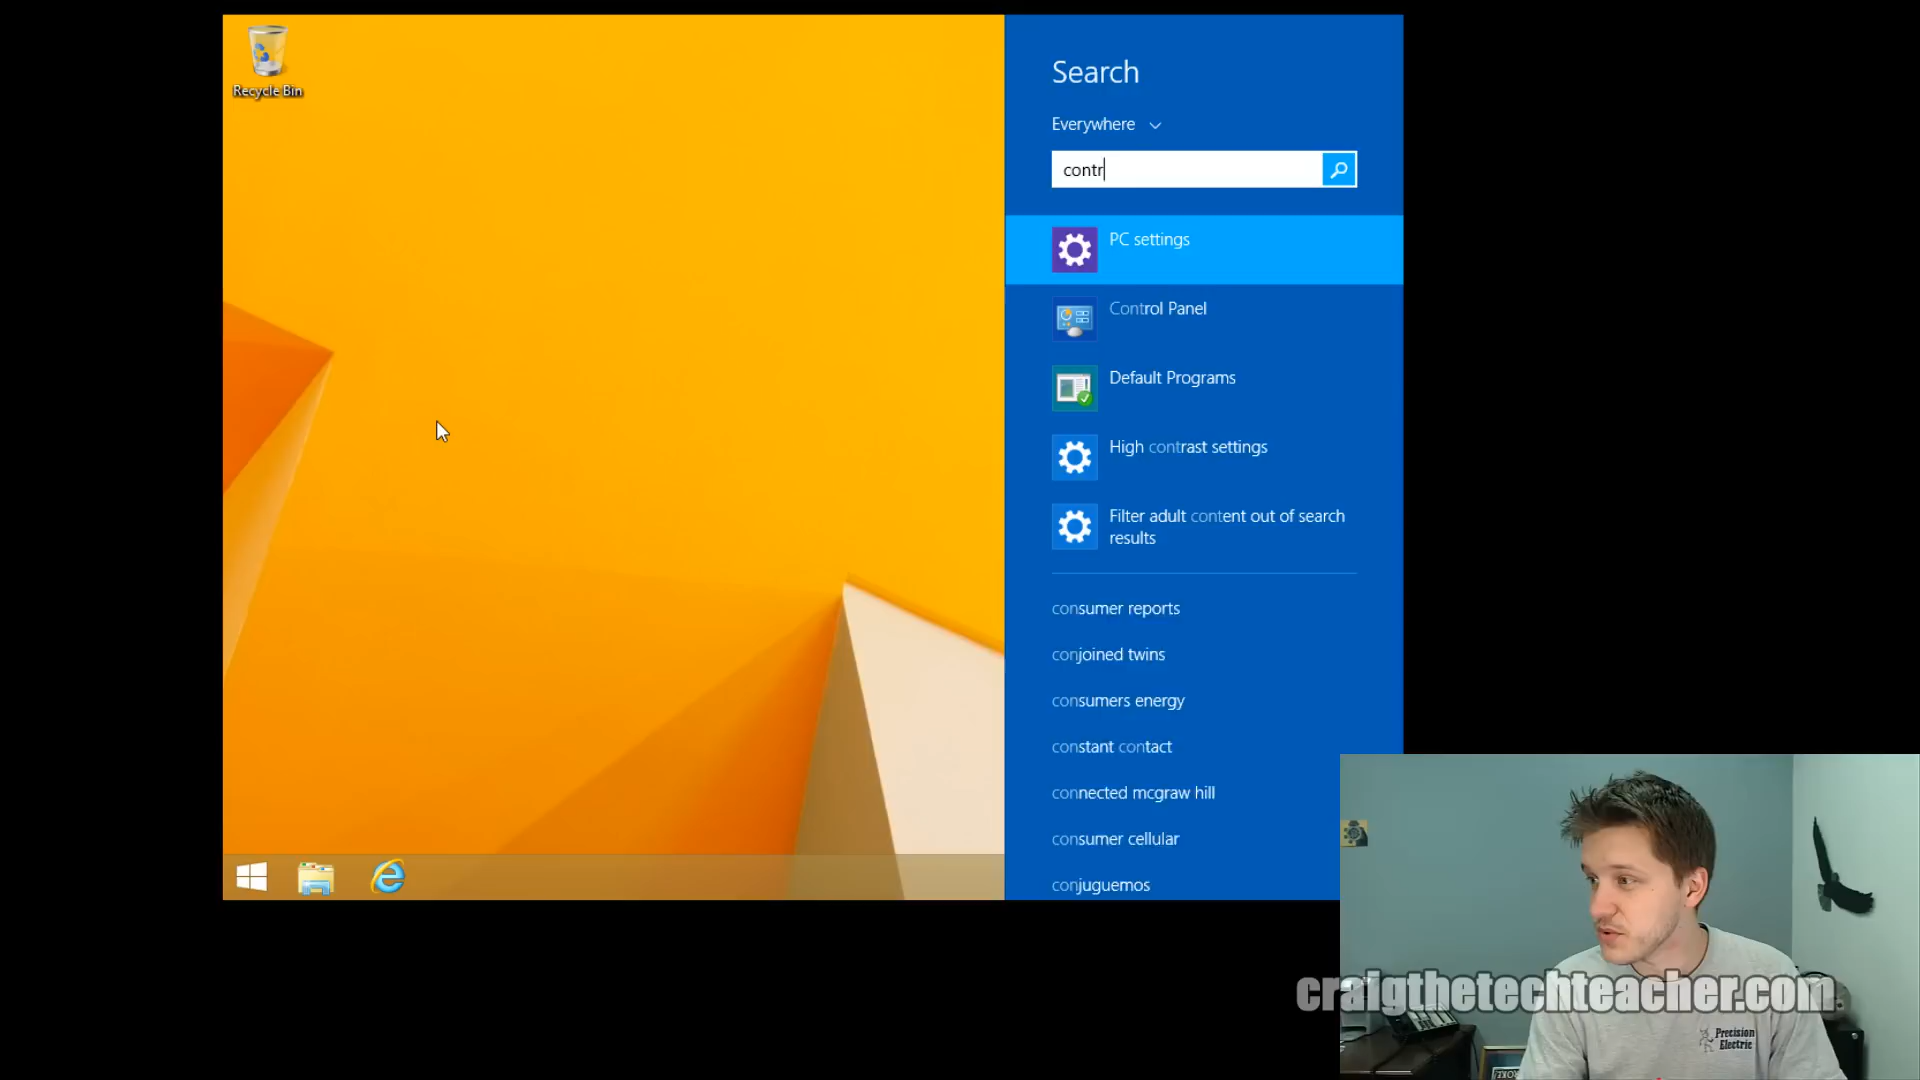 Recycle Bin
Search
Everywhere
contr
PC settings
Control Panel
Default Programs
High contrast settings
Filter adult content out of search
results
consumer reports
conjoined twins
consumers energy
constant contact
connected mcgraw hill
consumer cellular
conjuguemos
craigthetechteacher.com
Precision
Electric